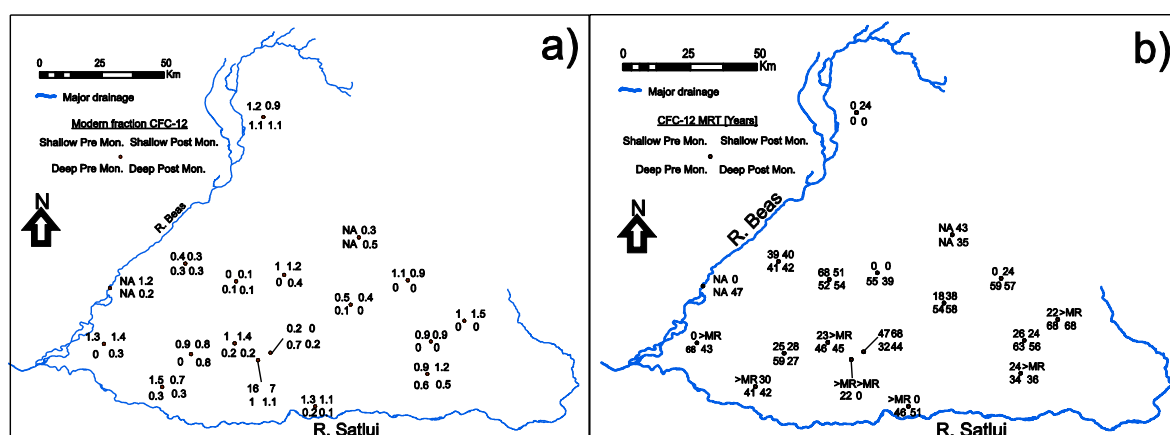 a)
0 50
Km
Major drainage
Modern fraction CFC-12
Shallow Pre Mon. Shallow Post Mon.
Deep Pre Mon. Deep Post Mon.
N
R. Beas
1.2 0.9
1.1 1.1
NA 0.3
NA 0.5
0.4 0.3
0.3 0.3
NA 1.2
NA 0.2
0 0.1
0.1 0.1
1 1.2
0 0.4
1.1 0.9
0 0
0.5 0.4
0.1 0
1 1.5
0 0
1.3 1.4
0 0.3
0.9 0.8
0 0.8
1 1.4
0.2 0.2
0.2 0
0.7 0.2
0.9 0.9
0 0
0.9 1.2
0.6 0.5
1.5 0.7
0.3 0.3
16 7
1 1.1
1.3 1.1
0.2 0.1
R. Satluj
b)
0 50
Km
Major drainage
CFC-12 MRT [Years]
Shallow Pre Mon. Shallow Post Mon.
Deep Pre Mon. Deep Post Mon.
N
R. Beas
0 24
0 0
NA 43
NA 35
39 40
41 42
NA 0
NA 47
68 51
52 54
0 0
55 39
0 24
59 57
18 38
54 58
22 >MR
68 68
0 >MR
68 43
25 28
59 27
23 >MR
46 45
47 68
32 44
26 24
63 56
24 >MR
34 36
>MR 30
41 42
>MR >MR
22 0
>MR 0
46 51
R. Satluj